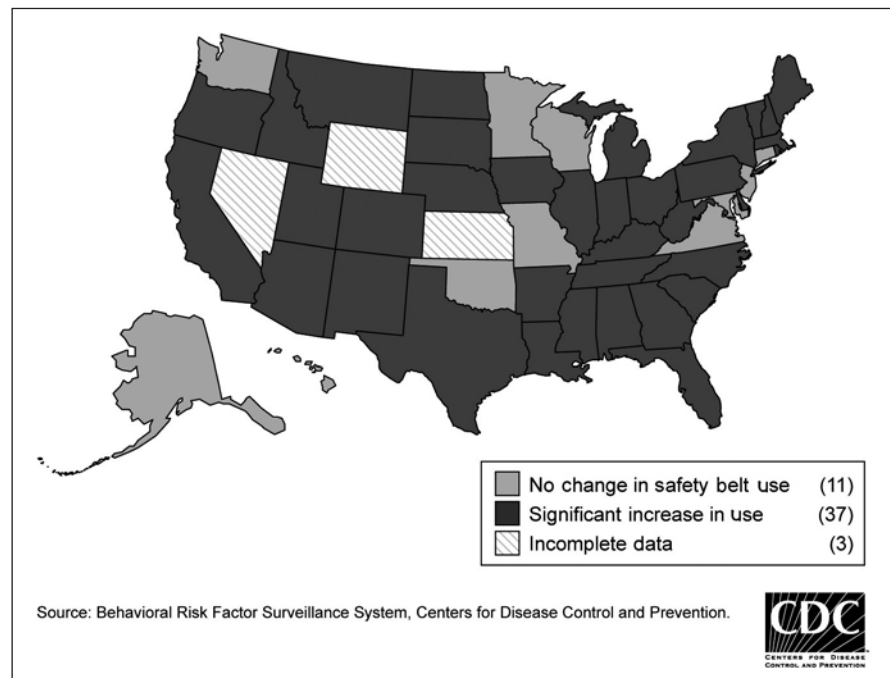 No change in safety belt use (11)
Significant increase in use (37)
Incomplete data (3)
Source: Behavioral Risk Factor Surveillance System, Centers for Disease Control and Prevention.
CDC
CENTERS FOR DISEASE
CONTROL AND PREVENTION